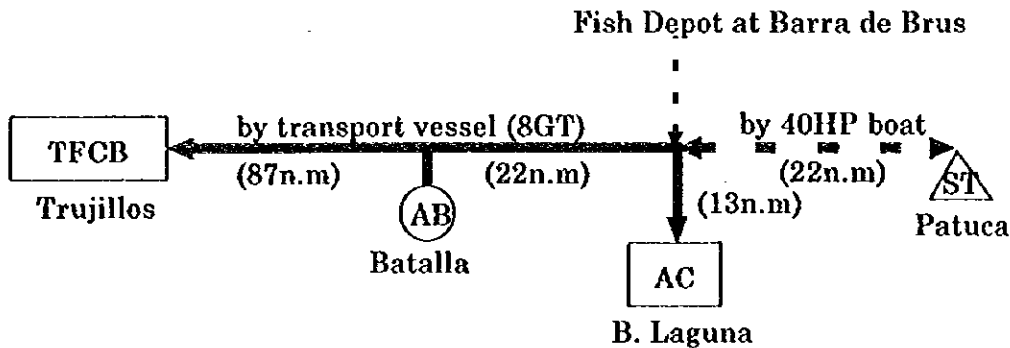 Fish Depot at Barra de Brus
by transport vessel (8GT)
by 40HP boat
TFCB
(87n.m)
(22n.m)
(22n.m)
ST
Trujillos
AB
(13n.m)
Patuca
Batalla
AC
B. Laguna